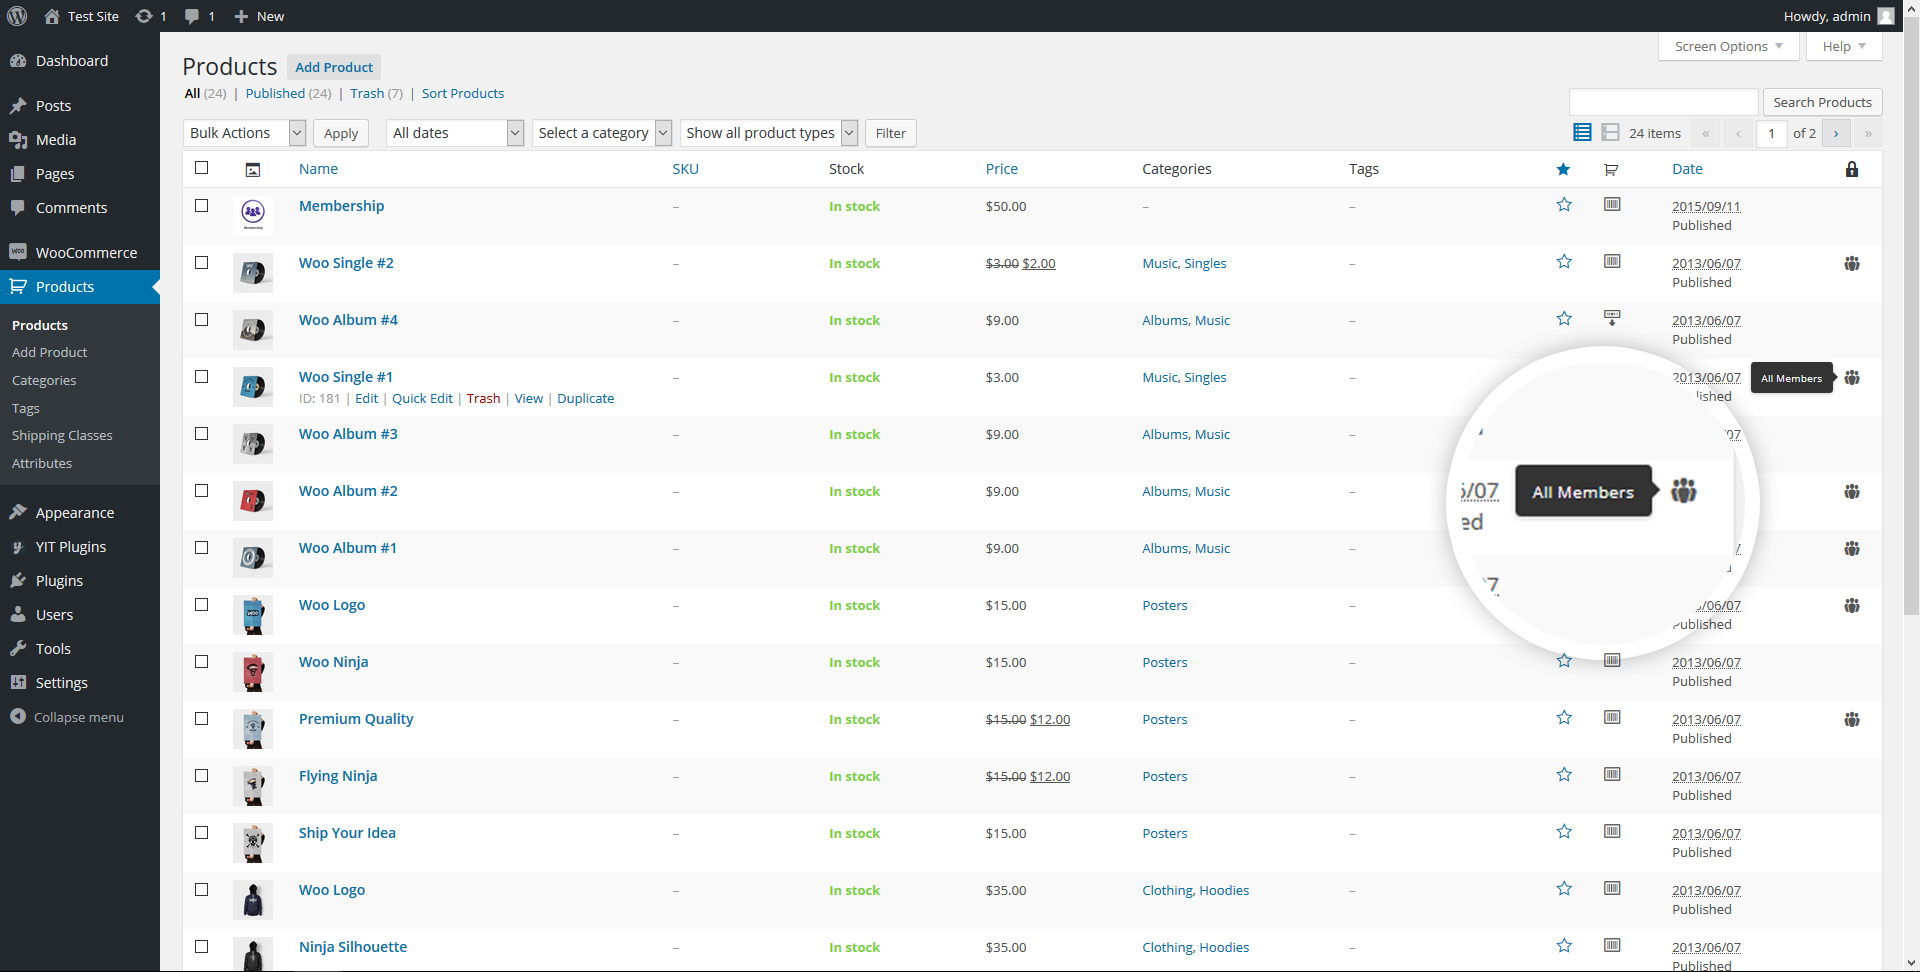 Test Site 1 1 New Howdy, admin
Dashboard
Posts
Media
Pages
Comments
WooCommerce
Products
Products
Add Product
Categories
Tags
Shipping Classes
Attributes
Appearance
YIT Plugins
Plugins
Users
Tools
Settings
Collapse menu
Screen Options Help
Products Add Product
All (24) | Published (24) | Trash (7) | Sort Products
Search Products
Bulk Actions Apply All dates Select a category Show all product types Filter 24 items « ‹ 1 of 2 › »
Name SKU Stock Price Categories Tags Date
Membership – In stock $50.00 – – 2015/09/11
Published
Woo Single #2 – In stock $3.00 $2.00 Music, Singles – 2013/06/07
Published
Woo Album #4 – In stock $9.00 Albums, Music – 2013/06/07
Published
Woo Single #1 – In stock $3.00 Music, Singles – 2013/06/07 All Members
ID: 181 | Edit | Quick Edit | Trash | View | Duplicate lished
Woo Album #3 – In stock $9.00 Albums, Music – 07
Woo Album #2 – In stock $9.00 Albums, Music – 6/07 All Members
ed
Woo Album #1 – In stock $9.00 Albums, Music –
7
Woo Logo – In stock $15.00 Posters /06/07
Published
Woo Ninja – In stock $15.00 Posters – 2013/06/07
Published
Premium Quality – In stock $15.00 $12.00 Posters – 2013/06/07
Published
Flying Ninja – In stock $15.00 $12.00 Posters – 2013/06/07
Published
Ship Your Idea – In stock $15.00 Posters – 2013/06/07
Published
Woo Logo – In stock $35.00 Clothing, Hoodies – 2013/06/07
Published
Ninja Silhouette – In stock $35.00 Clothing, Hoodies – 2013/06/07
Published